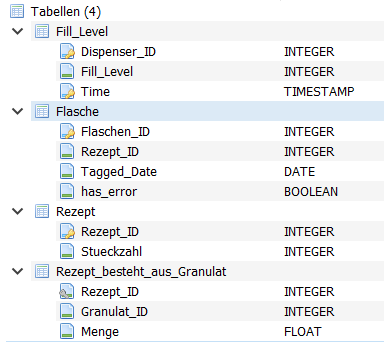 Tabellen (4)
Fill_Level
Dispenser_ID INTEGER
Fill_Level INTEGER
Time TIMESTAMP
Flasche
Flaschen_ID INTEGER
Rezept_ID INTEGER
Tagged_Date DATE
has_error BOOLEAN
Rezept
Rezept_ID INTEGER
Stueckzahl INTEGER
Rezept_besteht_aus_Granulat
Rezept_ID INTEGER
Granulat_ID INTEGER
Menge FLOAT